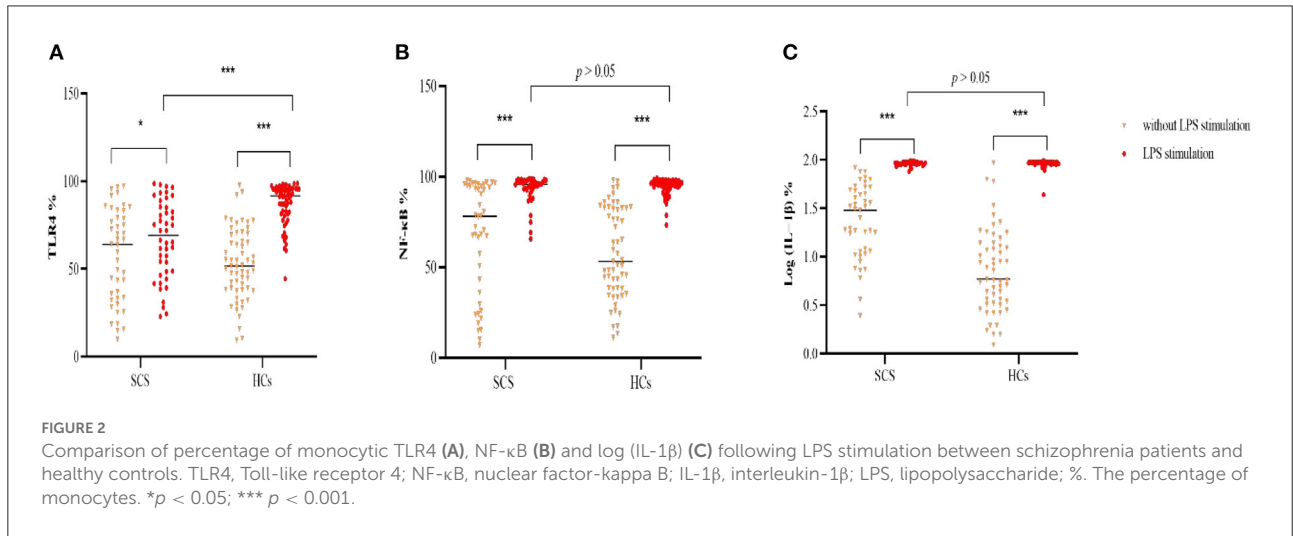 A
***
150
*
***
100
TLR4 %
50
0
SCS
HCs
B
p > 0.05
150
***
***
100
NF-κB %
50
0
SCS
HCs
C
p > 0.05
2.5
***
***
2.0
1.5
Log (IL−1β) %
1.0
0.5
0.0
SCS
HCs
without LPS stimulation
LPS stimulation
FIGURE 2
Comparison of percentage of monocytic TLR4 (A), NF-κB (B) and log (IL-1β) (C) following LPS stimulation between schizophrenia patients and
healthy controls. TLR4, Toll-like receptor 4; NF-κB, nuclear factor-kappa B; IL-1β, interleukin-1β; LPS, lipopolysaccharide; %. The percentage of
monocytes. *p < 0.05; *** p < 0.001.